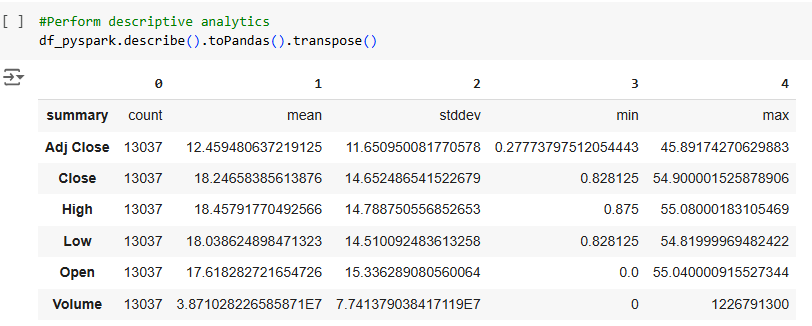 [ ] #Perform descriptive analytics
df_pyspark.describe().toPandas().transpose()
0 1 2 3 4
summary count mean stddev min max
Adj Close 13037 12.459480637219125 11.650950081770578 0.27773797512054443 45.89174270629883
Close 13037 18.24658385613876 14.652486541522679 0.828125 54.900001525878906
High 13037 18.45791770492566 14.788750556852653 0.875 55.08000183105469
Low 13037 18.038624898471323 14.510092483613258 0.828125 54.81999969482422
Open 13037 17.618282721654726 15.336289080560064 0.0 55.040000915527344
Volume 13037 3.871028226585871E7 7.741379038417119E7 0 1226791300